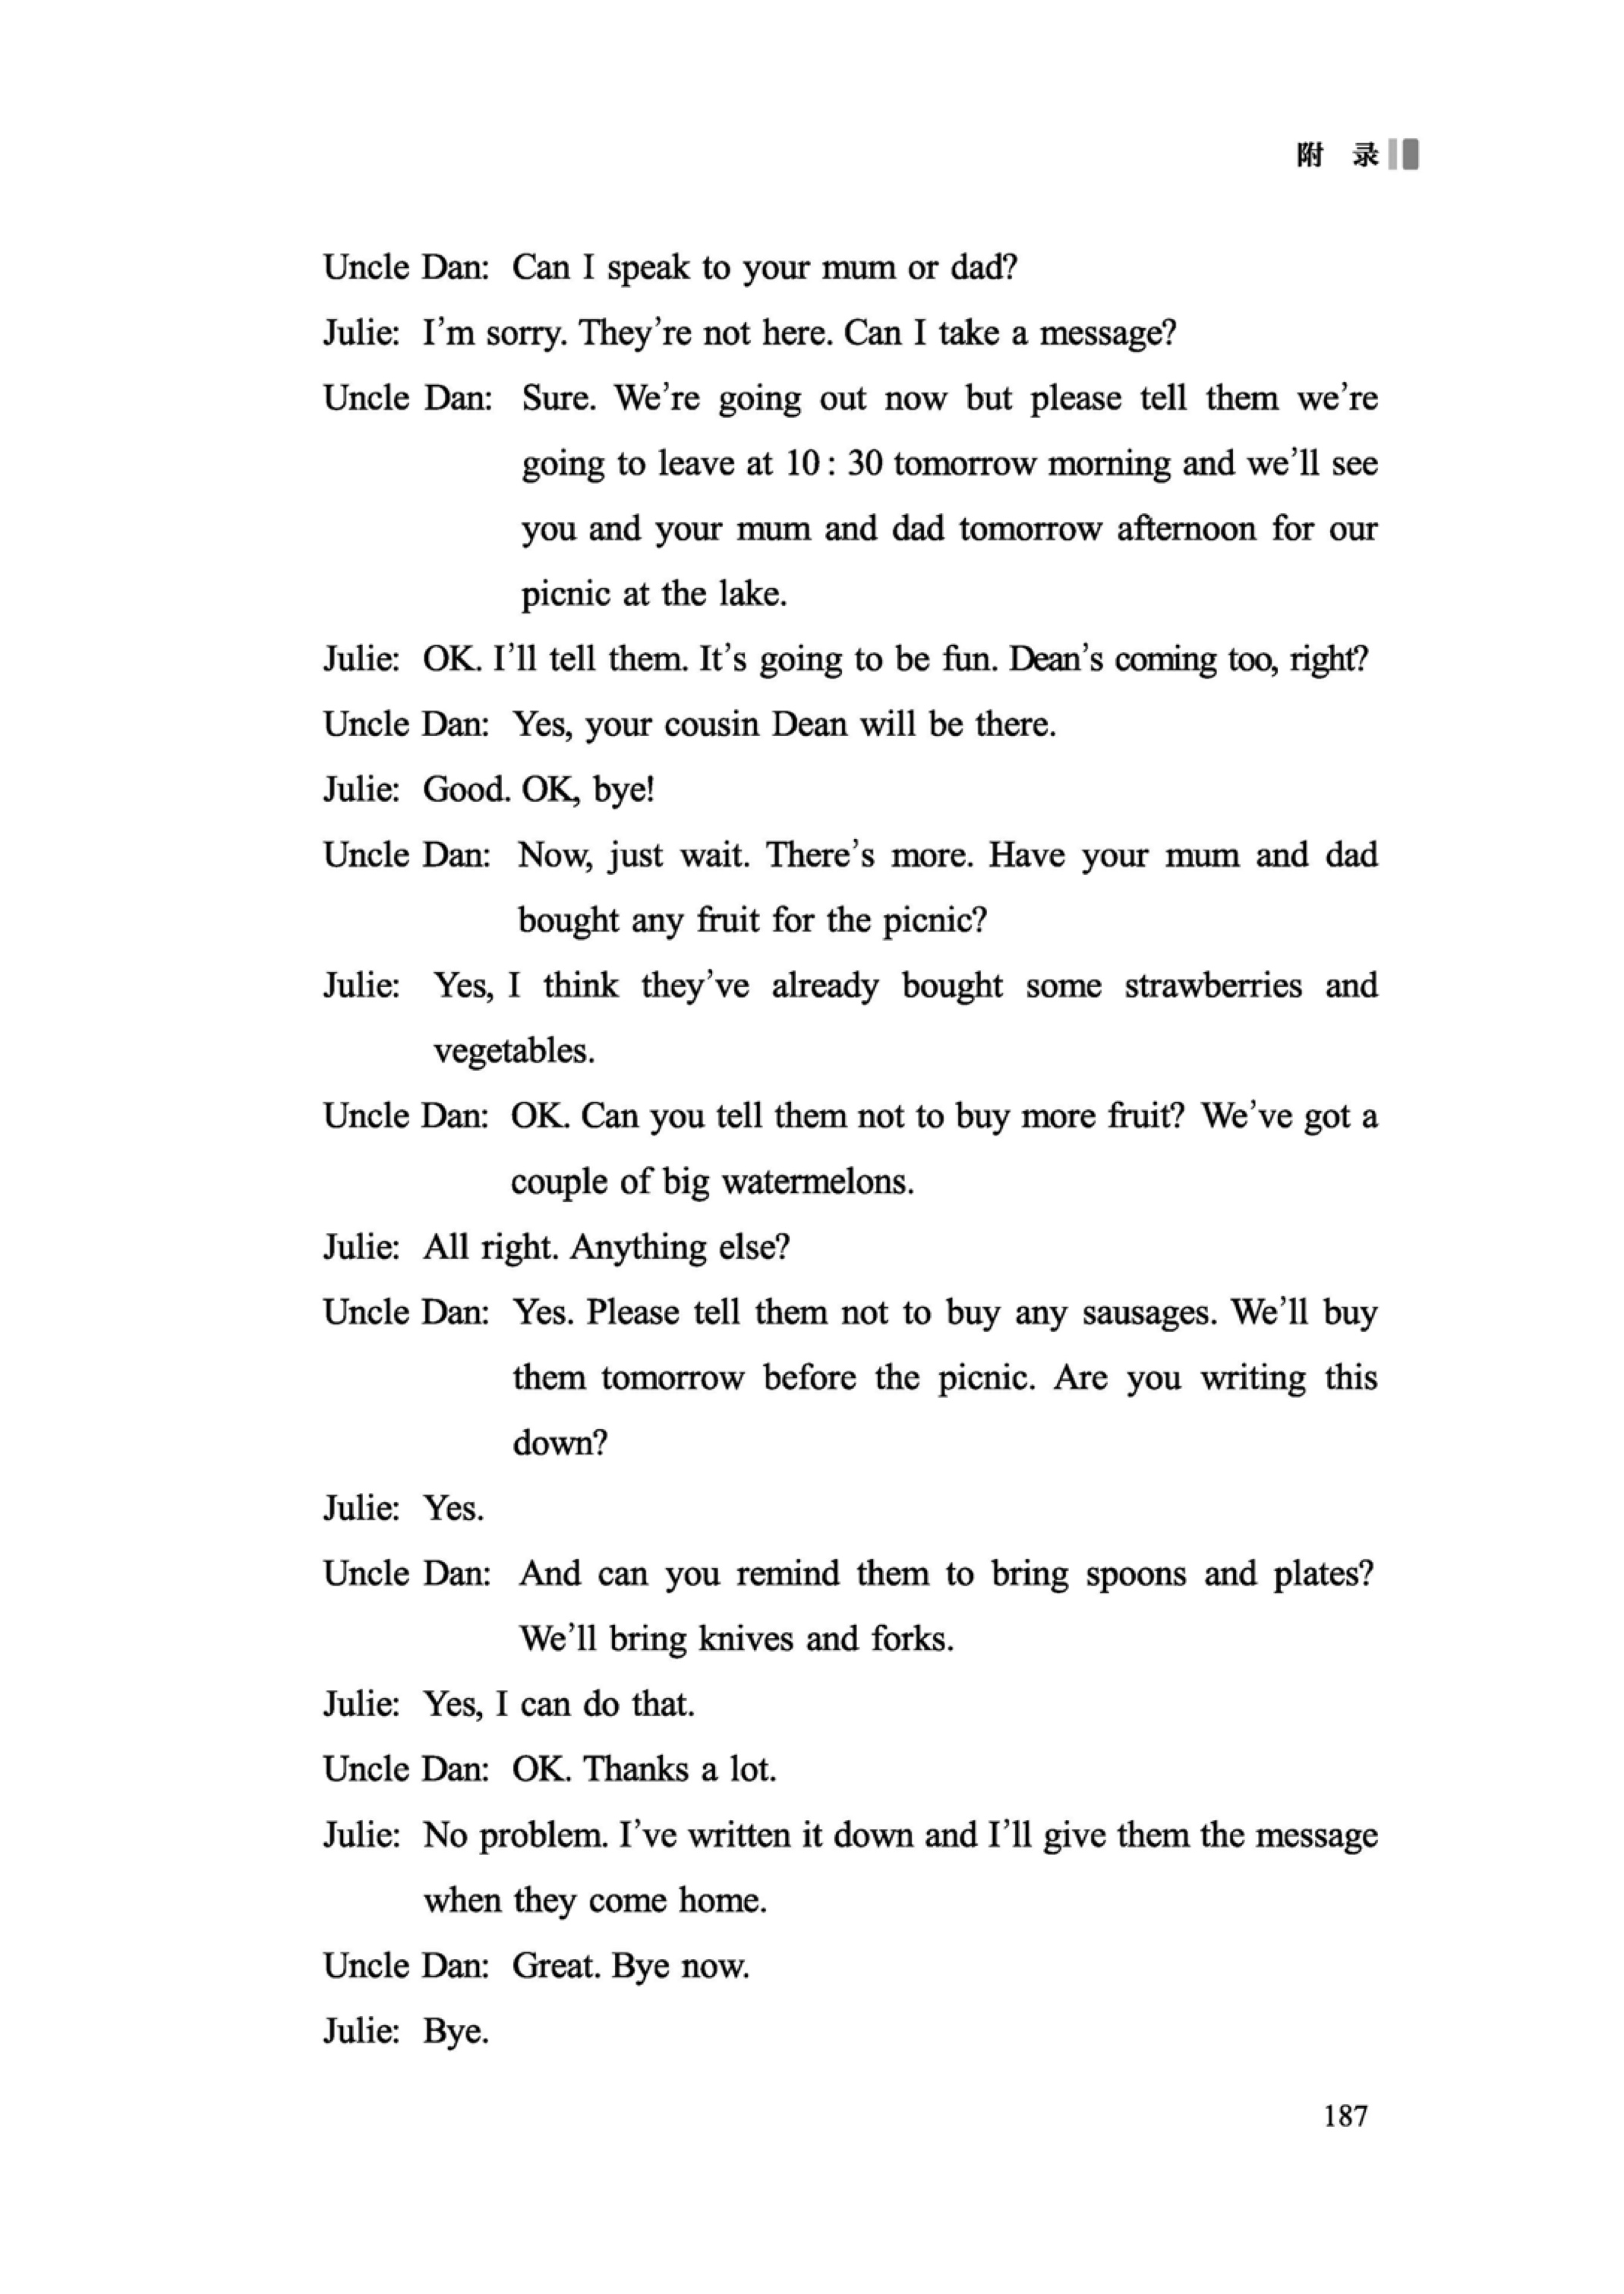 附 录
Uncle Dan: Can I speak to your mum or dad?
Julie: I'm sorry. They're not here. Can I take a message?
Uncle Dan: Sure. We're going out now but please tell them we're
going to leave at 10: 30 tomorrow morning and we'll see
you and your mum and dad tomorrow afternoon for our
picnic at the lake.
Julie: OK. I'll tell them. It's going to be fun. Dean's coming too, right?
Uncle Dan: Yes, your cousin Dean will be there.
Julie: Good. OK, bye!
Uncle Dan: Now, just wait. There's more. Have your mum and dad
bought any fruit for the picnic?
Julie: Yes, I think they've already bought some strawberries and
vegetables.
Uncle Dan: OK. Can you tell them not to buy more fruit? We've got a
couple of big watermelons.
Julie: All right. Anything else?
Uncle Dan: Yes. Please tell them not to buy any sausages. We'll buy
them tomorrow before the picnic. Are you writing this
down?
Julie: Yes.
Uncle Dan: And can you remind them to bring spoons and plates?
We'll bring knives and forks.
Julie: Yes, I can do that.
Uncle Dan: OK. Thanks a lot.
Julie: No problem. I've written it down and I'll give them the message
when they come home.
Uncle Dan: Great. Bye now.
Julie: Bye.
187